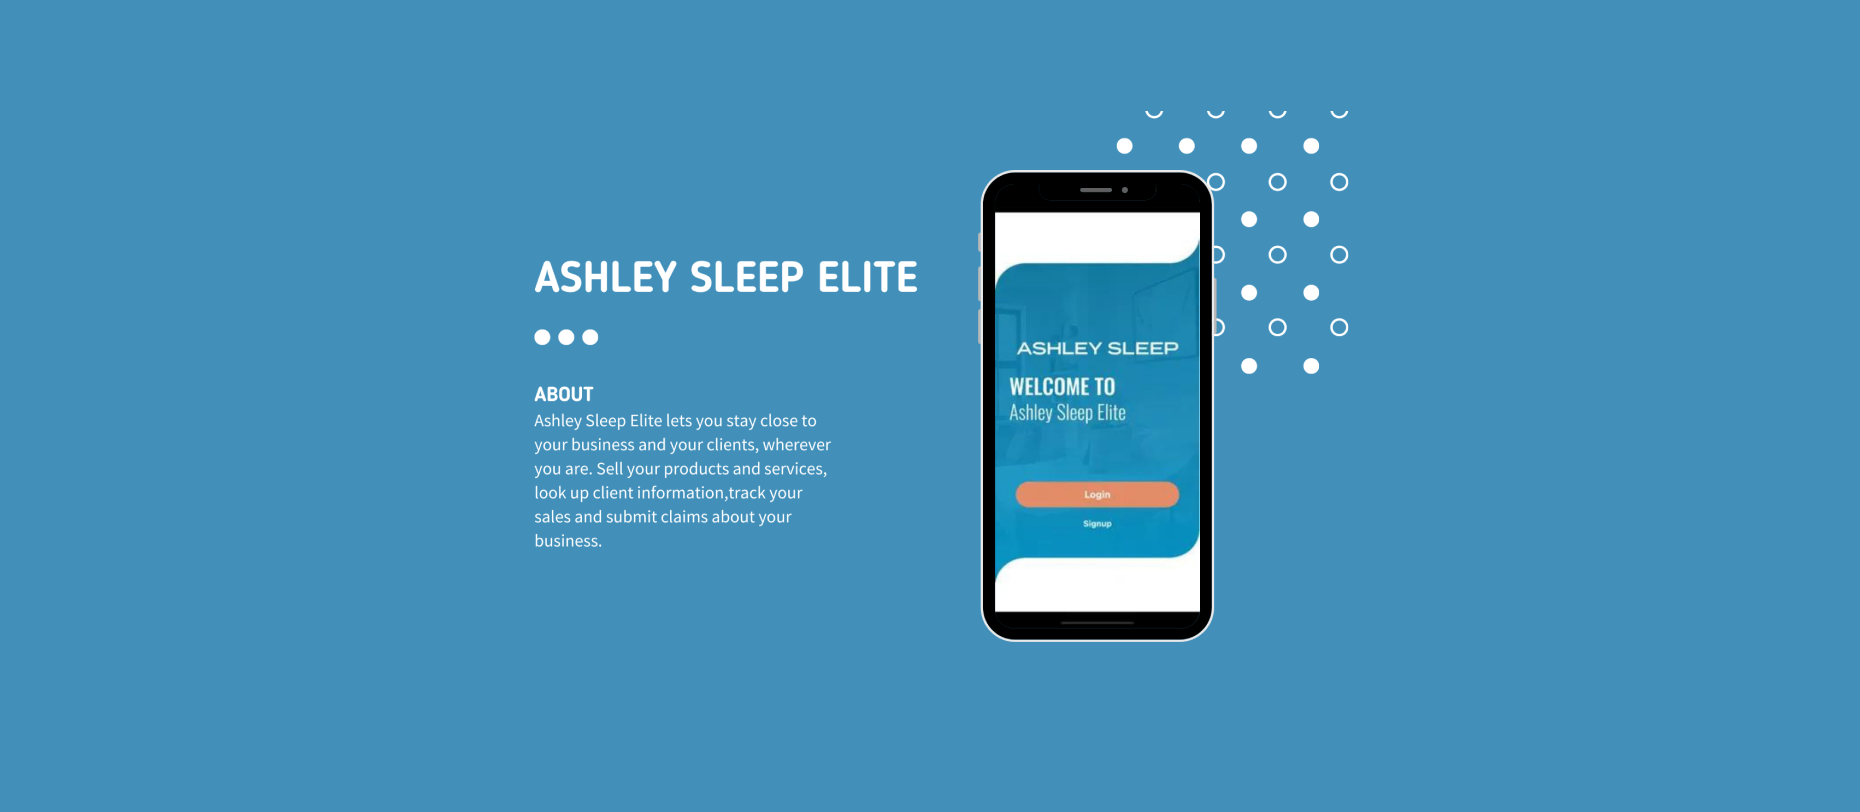 ASHLEY SLEEP ELITE
ABOUT
Ashley Sleep Elite lets you stay close to
your business and your clients, wherever
you are. Sell your products and services,
look up client information,track your
sales and submit claims about your
business.
ASHLEY SLEEP
WELCOME TO
Ashley Sleep Elite
Login
Signup